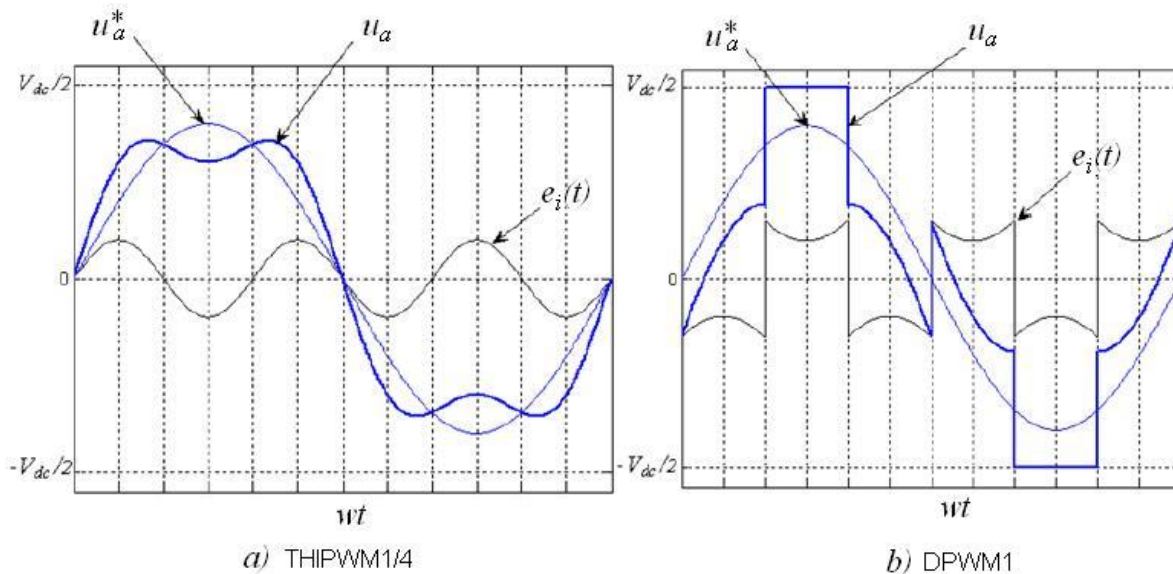 u*a
ua
Vdc/2
ei(t)
0
-Vdc/2
wt
a) THIPWM1/4
u*a
ua
Vdc/2
ei(t)
0
-Vdc/2
wt
b) DPWM1